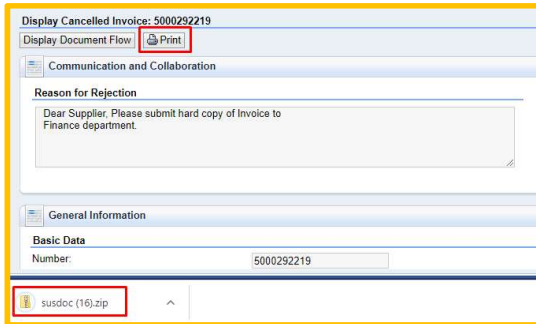 Display Cancelled Invoice: 5000292219
Display Document Flow Print
Communication and Collaboration
Reason for Rejection
Dear Supplier, Please submit hard copy of Invoice to
Finance department.
General Information
Basic Data
Number: 5000292219
susdoc (16).zip